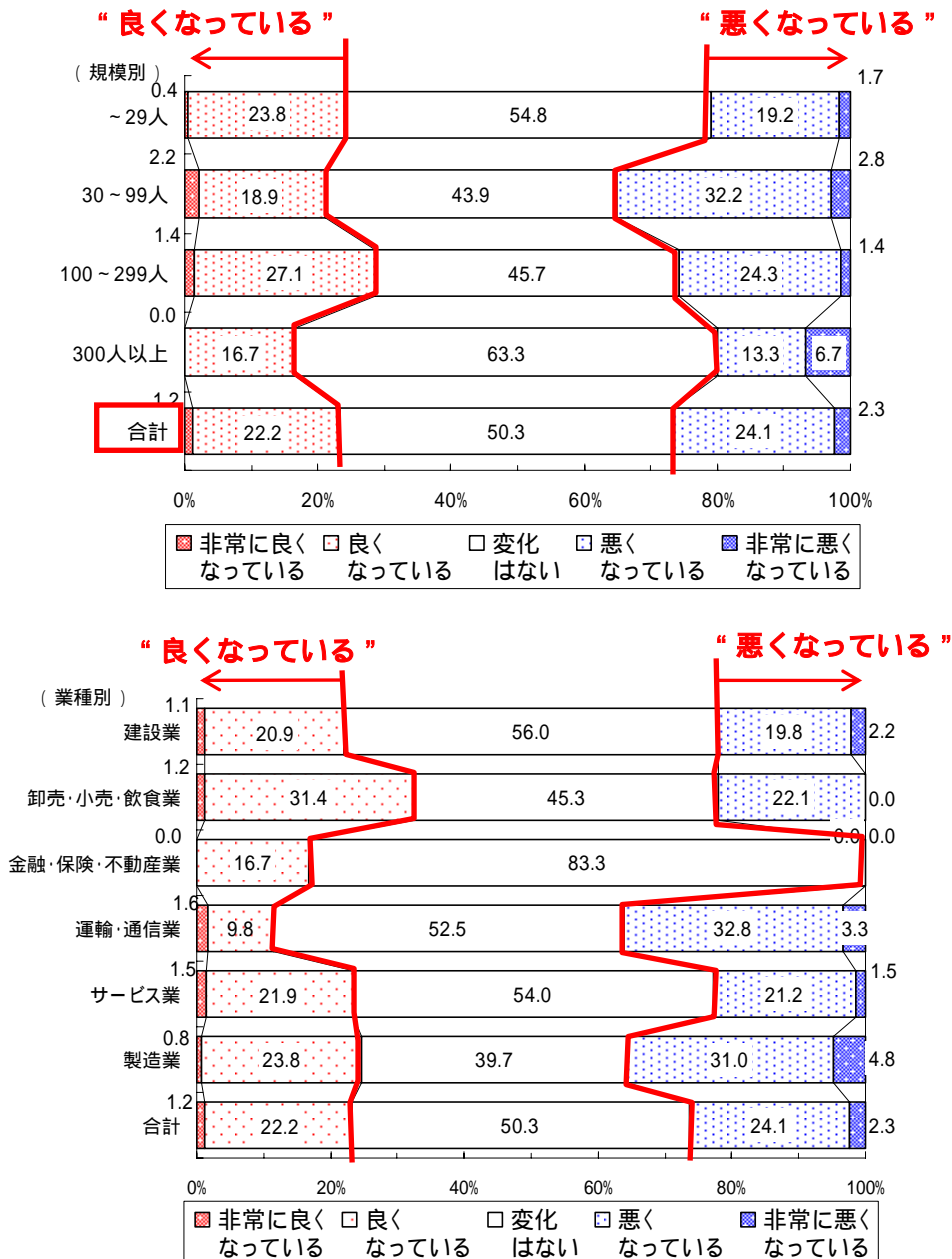 “ 良くなっている ” “ 悪くなっている ”
( 規模別 )
0.4 1.7
~29人 23.8 54.8 19.2
2.2 2.8
30~99人 18.9 43.9 32.2
1.4 1.4
100~299人 27.1 45.7 24.3
0.0
300人以上 16.7 63.3 13.3 6.7
1.2 2.3
合計 22.2 50.3 24.1
0% 20% 40% 60% 80% 100%
非常に良く 良く 変化 悪く 非常に悪く
なっている なっている はない なっている なっている
“ 良くなっている ” “ 悪くなっている ”
( 業種別 )
1.1
建設業 20.9 56.0 19.8 2.2
1.2
卸売・小売・飲食業 31.4 45.3 22.1 0.0
0.0 0.0 0.0
金融・保険・不動産業 16.7 83.3
1.6
運輸・通信業 9.8 52.5 32.8 3.3
1.5 1.5
サービス業 21.9 54.0 21.2
0.8
製造業 23.8 39.7 31.0 4.8
1.2
合計 22.2 50.3 24.1 2.3
0% 20% 40% 60% 80% 100%
非常に良く 良く 変化 悪く 非常に悪く
なっている なっている はない なっている なっている